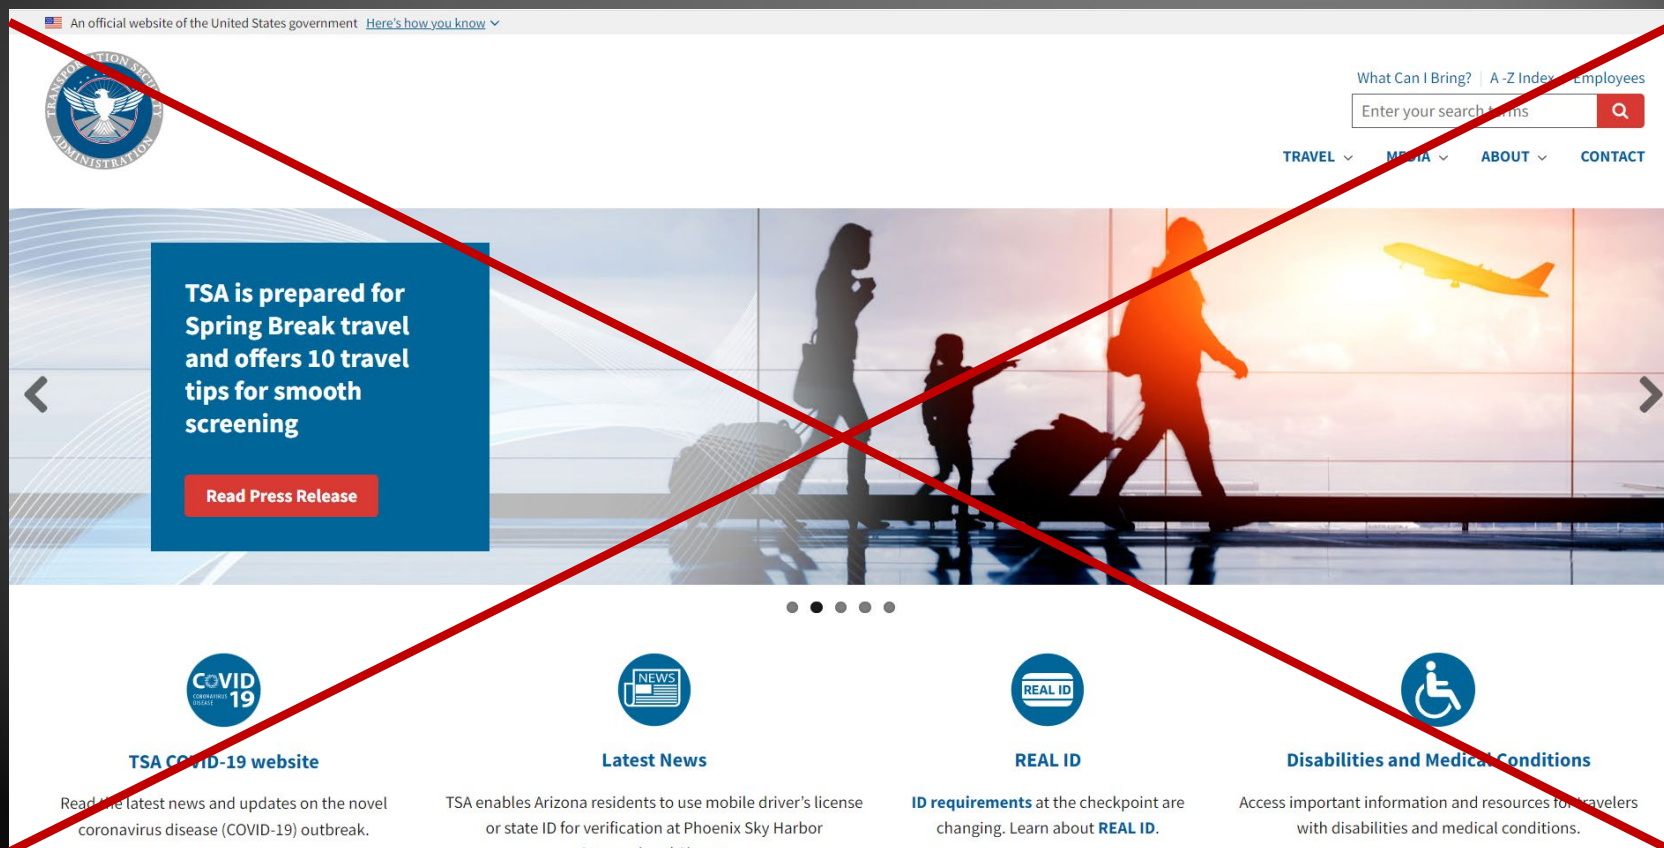 An official website of the United States government Here's how you know
TRANSPORTATION SECURITY ADMINISTRATION
What Can I Bring? A -Z Index Employees
Enter your search terms
TRAVEL MEDIA ABOUT CONTACT
TSA is prepared for
Spring Break travel
and offers 10 travel
tips for smooth
screening
Read Press Release
COVID
CORONAVIRUS
DISEASE 19
NEWS
REAL ID
TSA COVID-19 website
Latest News
REAL ID
Disabilities and Medical Conditions
Read the latest news and updates on the novel
coronavirus disease (COVID-19) outbreak.
TSA enables Arizona residents to use mobile driver's license
or state ID for verification at Phoenix Sky Harbor
ID requirements at the checkpoint are
changing. Learn about REAL ID.
Access important information and resources for travelers
with disabilities and medical conditions.